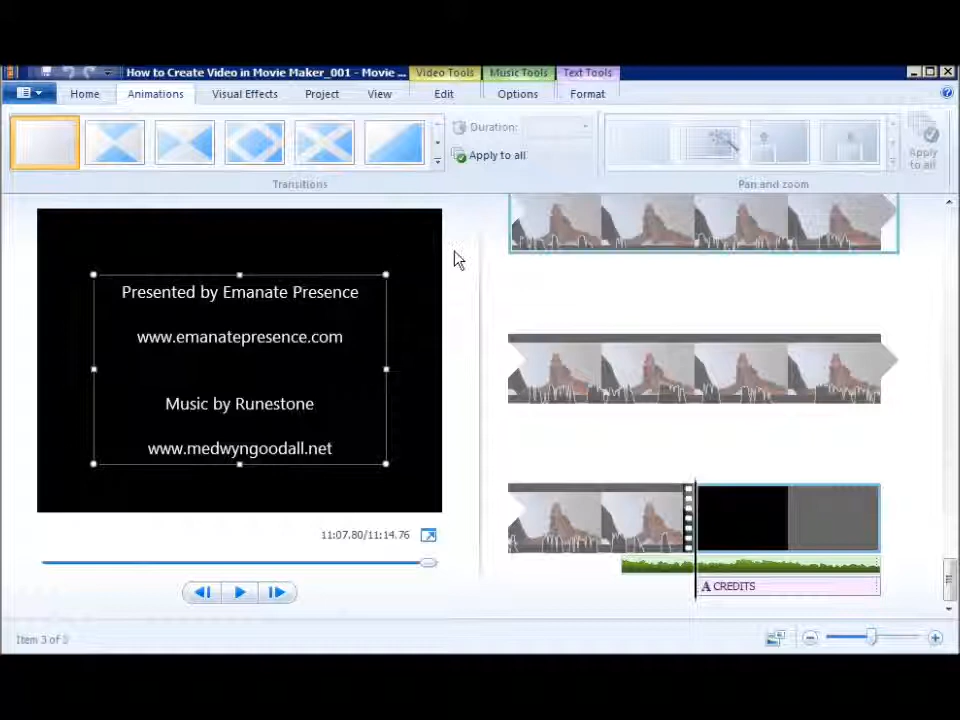 How to Create Video in Movie Maker_001 - Movie ...
Video Tools
Music Tools
Text Tools
Home
Animations
Visual Effects
Project
View
Edit
Options
Format
Duration:
Apply to all
Apply
to all
Transitions
Pan and zoom
Presented by Emanate Presence
www.emanatepresence.com
Music by Runestone
www.medwyngoodall.net
11:07.80/11:14.76
A CREDITS
Item 3 of 3